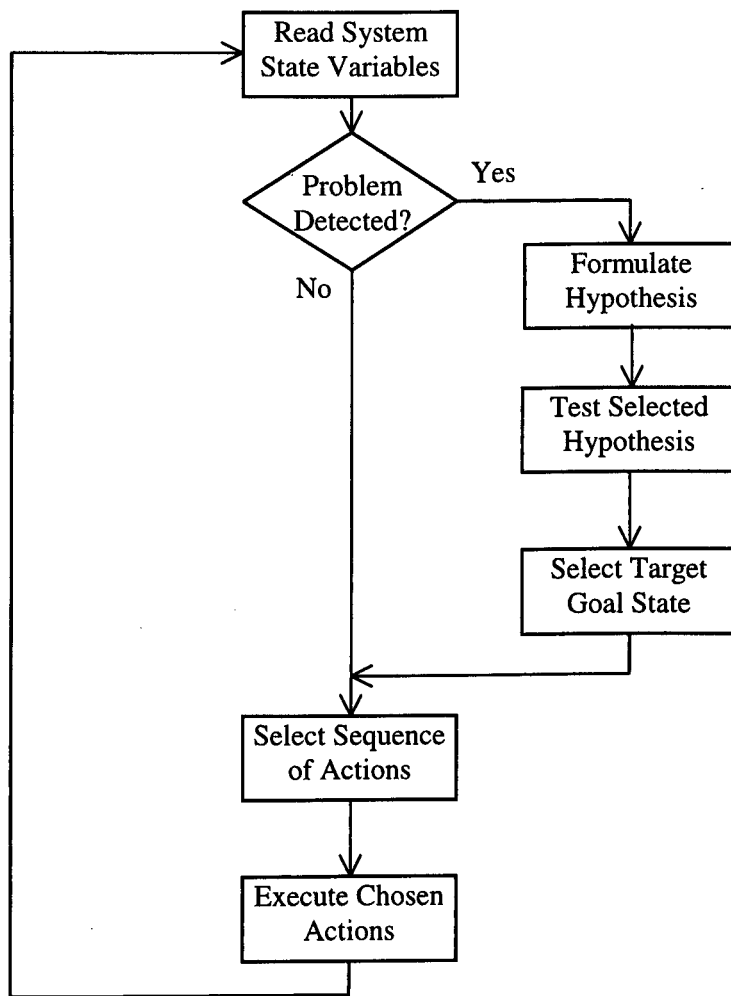 Read System
State Variables
Problem
Detected?
Yes
No
Formulate
Hypothesis
Test Selected
Hypothesis
Select Target
Goal State
Select Sequence
of Actions
Execute Chosen
Actions